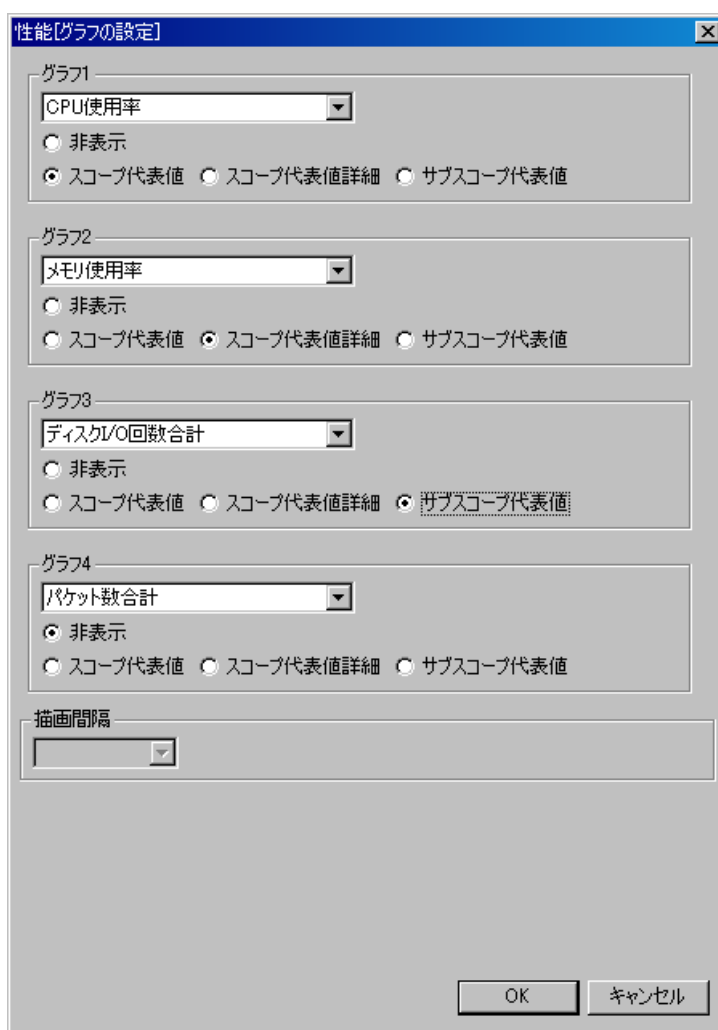 性能[グラフの設定]
グラフ1
CPU使用率
非表示
スコープ代表値 スコープ代表値詳細 サブスコープ代表値
グラフ2
メモリ使用率
非表示
スコープ代表値 スコープ代表値詳細 サブスコープ代表値
グラフ3
ディスクI/O回数合計
非表示
スコープ代表値 スコープ代表値詳細 サブスコープ代表値
グラフ4
パケット数合計
非表示
スコープ代表値 スコープ代表値詳細 サブスコープ代表値
描画間隔
OK キャンセル